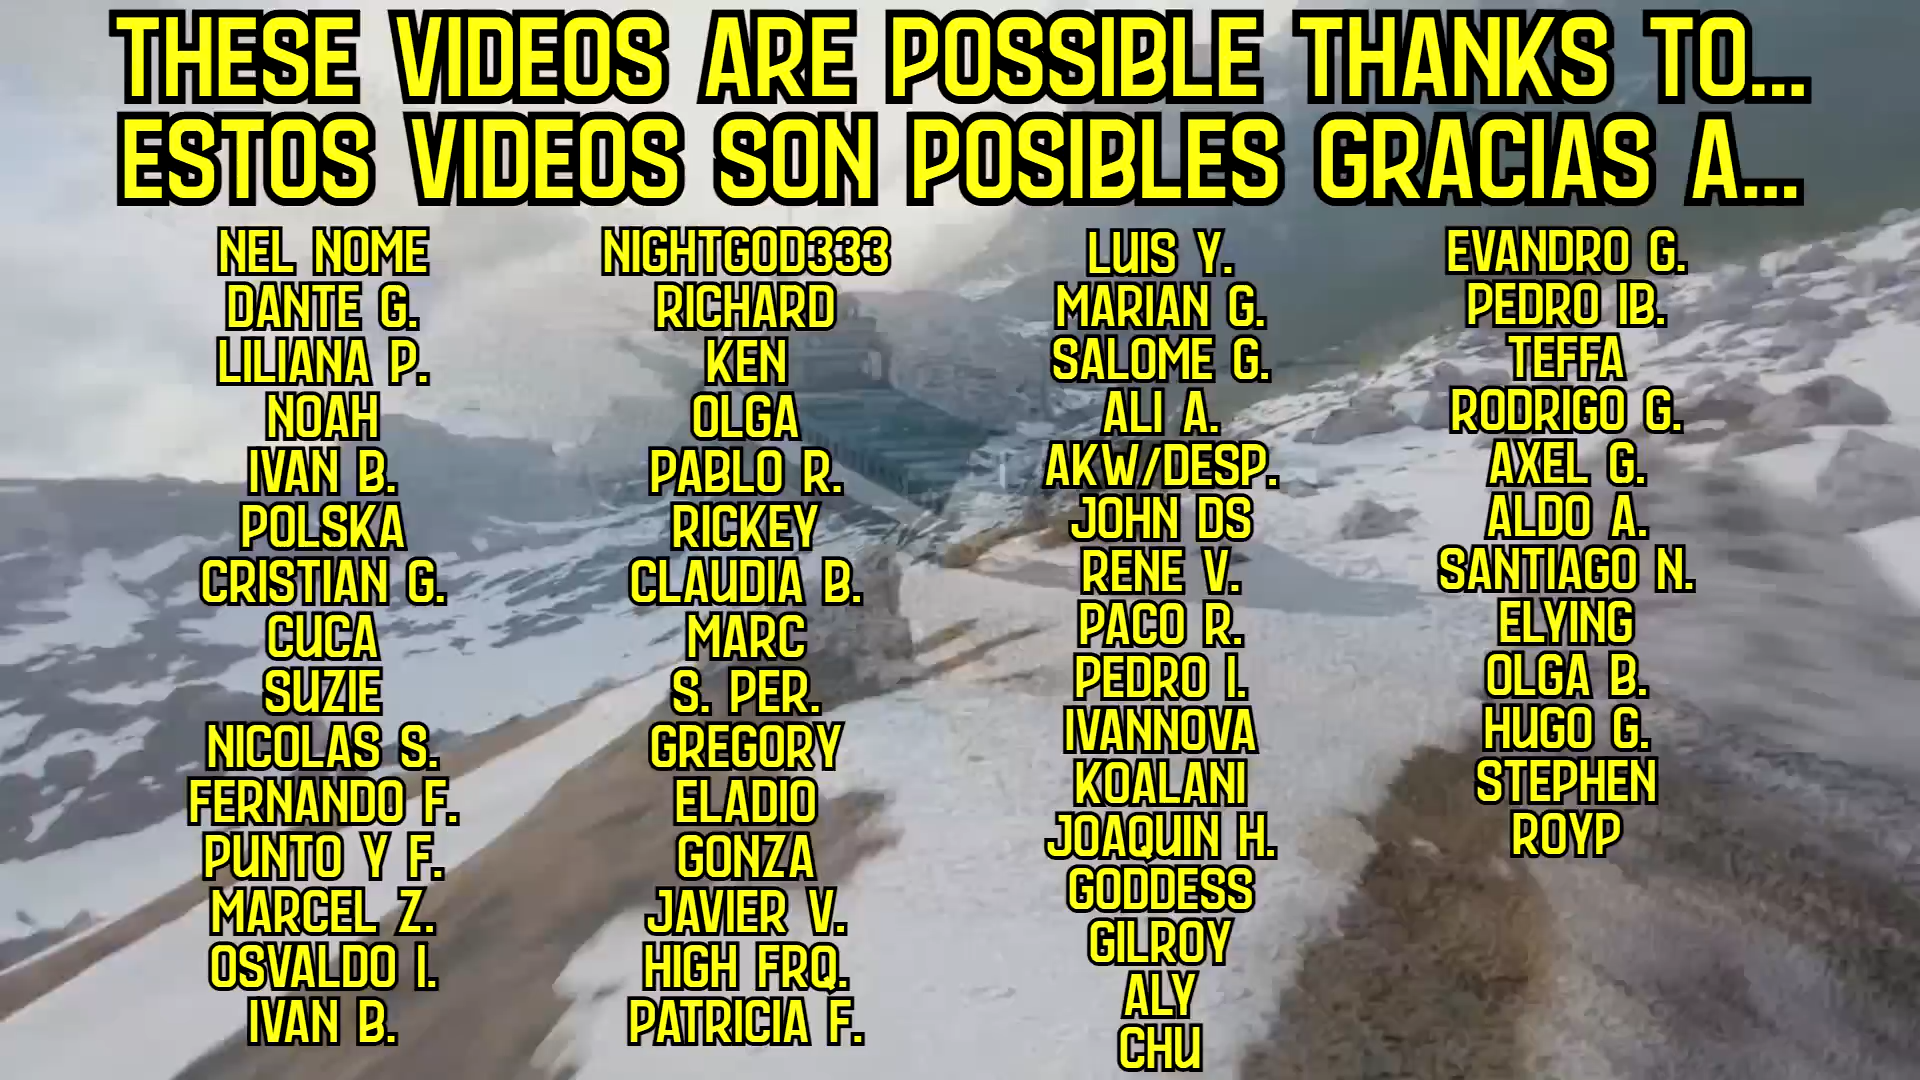 THESE VIDEOS ARE POSSIBLE THANKS TO...
ESTOS VIDEOS SON POSIBLES GRACIAS A...
NEL NOME
DANTE G.
LILIANA P.
NOAH
IVAN B.
POLSKA
CRISTIAN G.
CUCA
SUZIE
NICOLAS S.
FERNANDO F.
PUNTO Y F.
MARCEL Z.
OSVALDO I.
IVAN B.
NIGHTGOD333
RICHARD
KEN
OLGA
PABLO R.
RICKEY
CLAUDIA B.
MARC
S. PER.
GREGORY
ELADIO
GONZA
JAVIER V.
HIGH FRQ.
PATRICIA F.
LUIS Y.
MARIAN G.
SALOME G.
ALI A.
AKW/DESP.
JOHN DS
RENE V.
PACO R.
PEDRO I.
IVANNOVA
KOALANI
JOAQUIN H.
GODDESS
GILROY
ALY
CHU
EVANDRO G.
PEDRO IB.
TEFFA
RODRIGO G.
AXEL G.
ALDO A.
SANTIAGO N.
ELYING
OLGA B.
HUGO G.
STEPHEN
ROYP